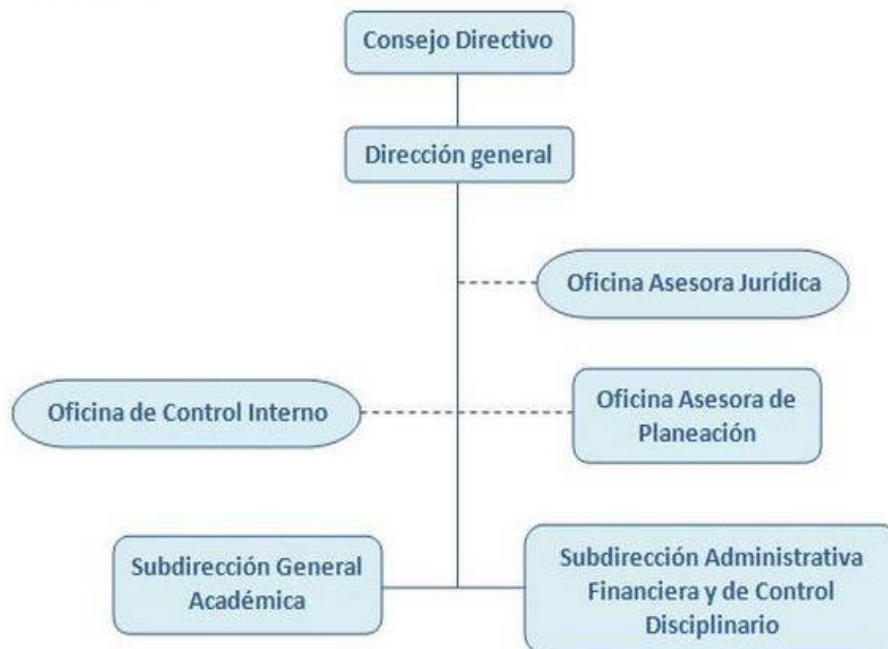 Consejo Directivo
Dirección general
Oficina Asesora Jurídica
Oficina de Control Interno
Oficina Asesora de
Planeación
Subdirección General
Académica
Subdirección Administrativa
Financiera y de Control
Disciplinario